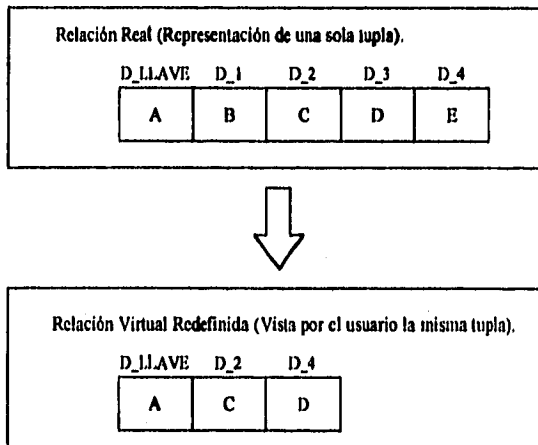 Relación Real (Representación de una sola tupla).
D_LLAVE D_1 D_2 D_3 D_4
A B C D E
Relación Virtual Redefinida (Vista por el usuario la misma tupla).
D_LLAVE D_2 D_4
A C D